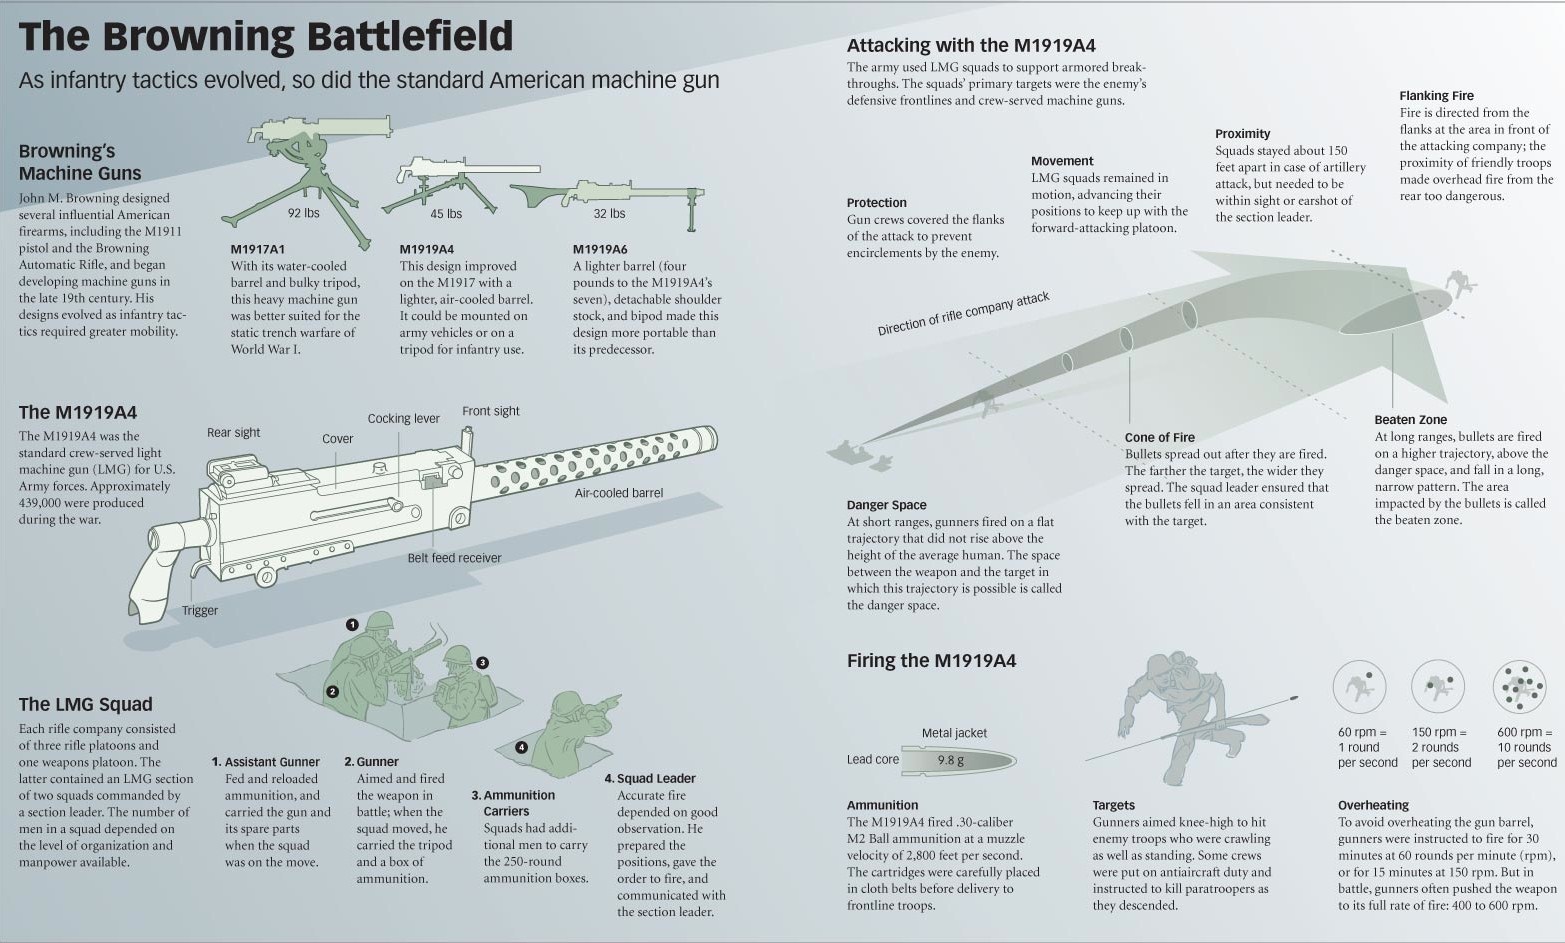 The Browning Battlefield
As infantry tactics evolved, so did the standard American machine gun
Browning's
Machine Guns
John M. Browning designed
several influential American
firearms, including the M1911
pistol and the Browning
Automatic Rifle, and began
developing machine guns in
the late 19th century. His
designs evolved as infantry tac-
tics required greater mobility.
92 lbs
M1917A1
With its water-cooled
barrel and bulky tripod,
this heavy machine gun
was better suited for the
static trench warfare of
World War I.
45 lbs
M1919A4
This design improved
on the M1917 with a
lighter, air-cooled barrel.
It could be mounted on
army vehicles or on a
tripod for infantry use.
32 lbs
M1919A6
A lighter barrel (four
pounds to the M1919A4's
seven), detachable shoulder
stock, and bipod made this
design more portable than
its predecessor.
The M1919A4
The M1919A4 was the
standard crew-served light
machine gun (LMG) for U.S.
Army forces. Approximately
439,000 were produced
during the war.
Rear sight
Cover
Cocking lever
Front sight
Air-cooled barrel
Belt feed receiver
Trigger
The LMG Squad
Each rifle company consisted
of three rifle platoons and
one weapons platoon. The
latter contained an LMG section
of two squads commanded by
a section leader. The number of
men in a squad depended on
the level of organization and
manpower available.
1
2
3
4
1. Assistant Gunner
Fed and reloaded
ammunition, and
carried the gun and
its spare parts
when the squad
was on the move.
2. Gunner
Aimed and fired
the weapon in
battle; when the
squad moved, he
carried the tripod
and a box of
ammunition.
3. Ammunition
Carriers
Squads had addi-
tional men to carry
the 250-round
ammunition boxes.
4. Squad Leader
Accurate fire
depended on good
observation. He
prepared the
positions, gave the
order to fire, and
communicated with
the section leader.
Attacking with the M1919A4
The army used LMG squads to support armored break-
throughs. The squads' primary targets were the enemy's
defensive frontlines and crew-served machine guns.
Protection
Gun crews covered the flanks
of the attack to prevent
encirclements by the enemy.
Movement
LMG squads remained in
motion, advancing their
positions to keep up with the
forward-attacking platoon.
Proximity
Squads stayed about 150
feet apart in case of artillery
attack, but needed to be
within sight or earshot of
the section leader.
Flanking Fire
Fire is directed from the
flanks at the area in front of
the attacking company; the
proximity of friendly troops
made overhead fire from the
rear too dangerous.
Direction of rifle company attack
Danger Space
At short ranges, gunners fired on a flat
trajectory that did not rise above the
height of the average human. The space
between the weapon and the target in
which this trajectory is possible is called
the danger space.
Cone of Fire
Bullets spread out after they are fired.
The farther the target, the wider they
spread. The squad leader ensured that
the bullets fell in an area consistent
with the target.
Beaten Zone
At long ranges, bullets are fired
on a higher trajectory, above the
danger space, and fall in a long,
narrow pattern. The area
impacted by the bullets is called
the beaten zone.
Firing the M1919A4
Metal jacket
Lead core
9.8 g
Ammunition
The M1919A4 fired .30-caliber
M2 Ball ammunition at a muzzle
velocity of 2,800 feet per second.
The cartridges were carefully placed
in cloth belts before delivery to
frontline troops.
Targets
Gunners aimed knee-high to hit
enemy troops who were crawling
as well as standing. Some crews
were put on antiaircraft duty and
instructed to kill paratroopers as
they descended.
60 rpm =
1 round
per second
150 rpm =
2 rounds
per second
600 rpm =
10 rounds
per second
Overheating
To avoid overheating the gun barrel,
gunners were instructed to fire for 30
minutes at 60 rounds per minute (rpm),
or for 15 minutes at 150 rpm. But in
battle, gunners often pushed the weapon
to its full rate of fire: 400 to 600 rpm.